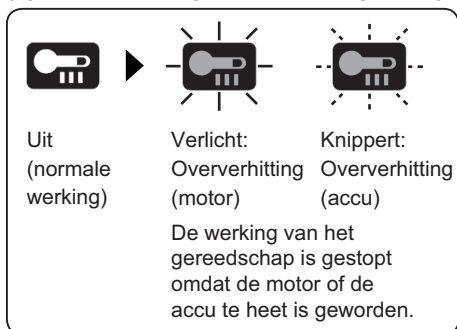 Uit
(normale
werking)
Verlicht:
Oververhitting
(motor)
Knippert:
Oververhitting
(accu)
De werking van het
gereedschap is gestopt
omdat de motor of de
accu te heet is geworden.